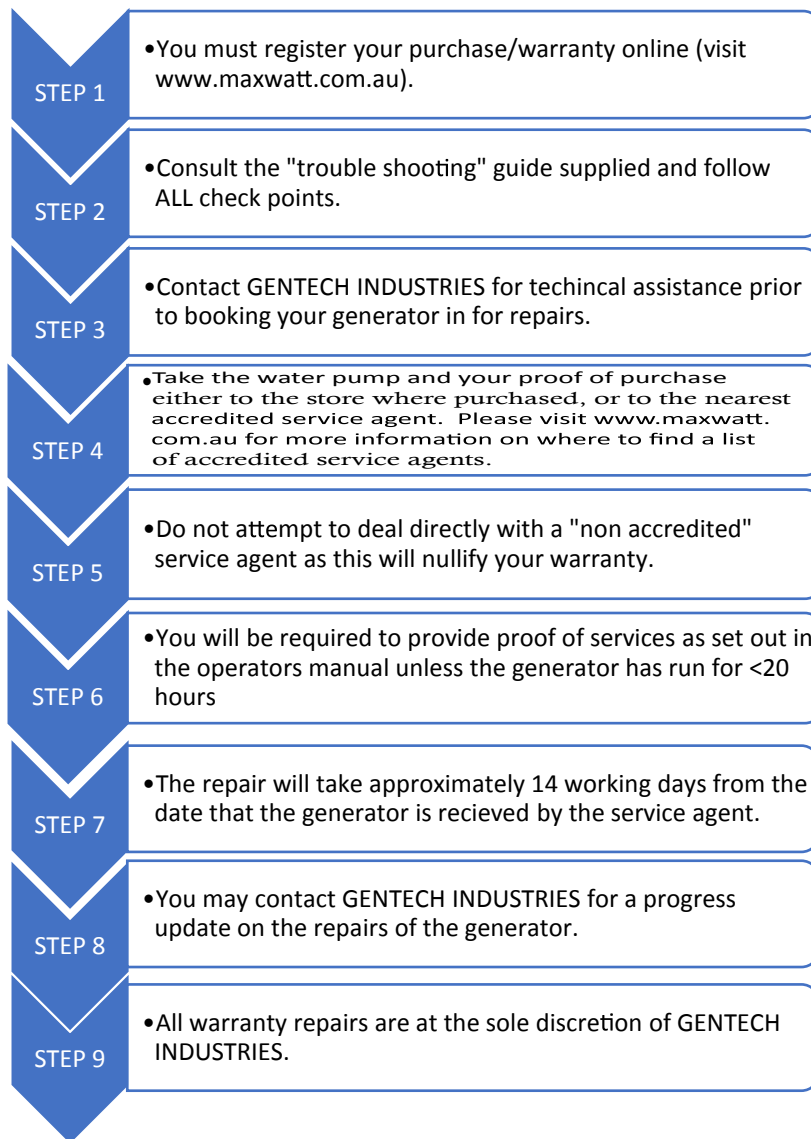 STEP 1
•You must register your purchase/warranty online (visit
www.maxwatt.com.au).
STEP 2
•Consult the "trouble shooting" guide supplied and follow
ALL check points.
STEP 3
•Contact GENTECH INDUSTRIES for techincal assistance prior
to booking your generator in for repairs.
STEP 4
•Take the water pump and your proof of purchase
either to the store where purchased, or to the nearest
accredited service agent. Please visit www.maxwatt.
com.au for more information on where to find a list
of accredited service agents.
STEP 5
•Do not attempt to deal directly with a "non accredited"
service agent as this will nullify your warranty.
STEP 6
•You will be required to provide proof of services as set out in
the operators manual unless the generator has run for <20
hours
STEP 7
•The repair will take approximately 14 working days from the
date that the generator is recieved by the service agent.
STEP 8
•You may contact GENTECH INDUSTRIES for a progress
update on the repairs of the generator.
STEP 9
•All warranty repairs are at the sole discretion of GENTECH
INDUSTRIES.